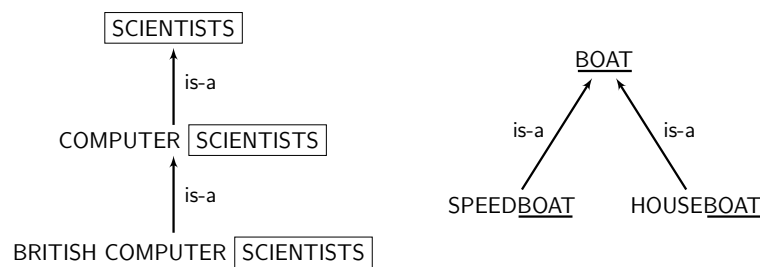 SCIENTISTS
is-a
COMPUTER SCIENTISTS
is-a
BRITISH COMPUTER SCIENTISTS
BOAT
is-a is-a
SPEEDBOAT HOUSEBOAT